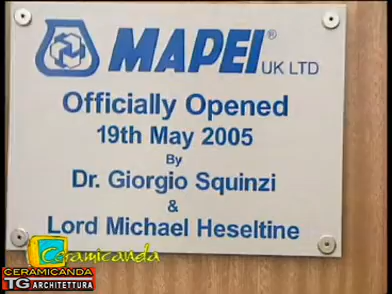 MAPEI®
UK LTD
Officially Opened
19th May 2005
By
Dr. Giorgio Squinzi
&
Lord Michael Heseltine
Ceramicanda
CERAMICANDA
TG ARCHITETTURA